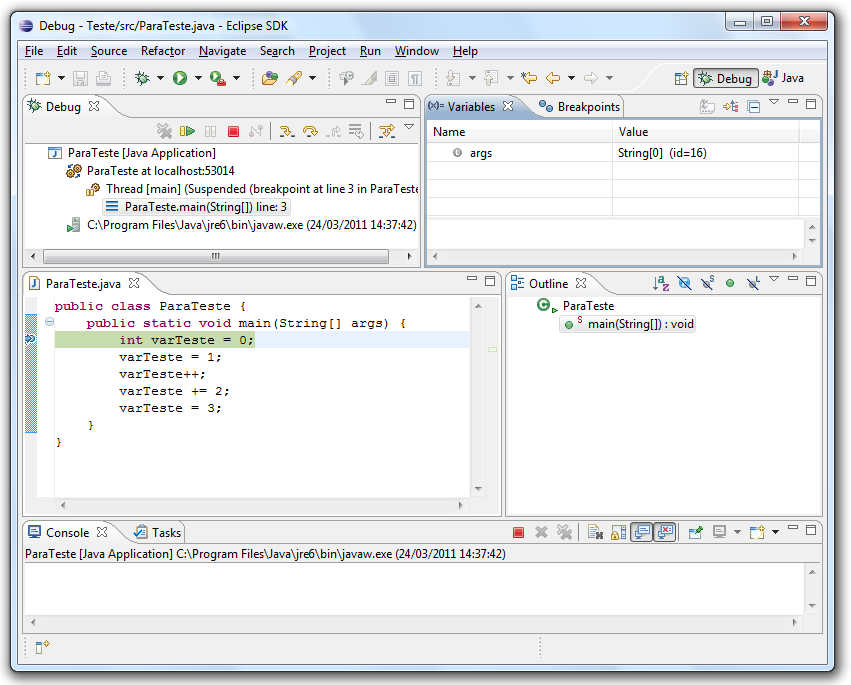 Debug - Teste/src/ParaTeste.java - Eclipse SDK
File Edit Source Refactor Navigate Search Project Run Window Help
Debug Java
Debug
ParaTeste [Java Application]
ParaTeste at localhost:53014
Thread [main] (Suspended (breakpoint at line 3 in ParaTeste
ParaTeste.main(String[]) line: 3
C:\Program Files\Java\jre6\bin\javaw.exe (24/03/2011 14:37:42)
(x)= Variables Breakpoints
Name Value
args String[0] (id=16)
ParaTeste.java
public class ParaTeste {
public static void main(String[] args) {
int varTeste = 0;
varTeste = 1;
varTeste++;
varTeste += 2;
varTeste = 3;
}
}
Outline
ParaTeste
main(String[]) : void
Console Tasks
ParaTeste [Java Application] C:\Program Files\Java\jre6\bin\javaw.exe (24/03/2011 14:37:42)